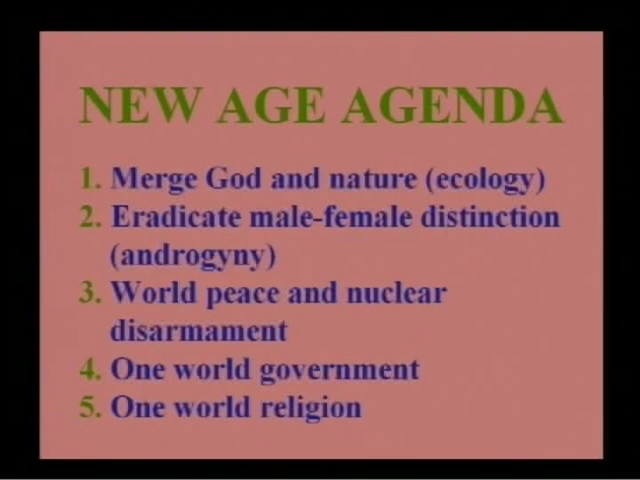 NEW AGE AGENDA
1. Merge God and nature (ecology)
2. Eradicate male-female distinction
(androgyny)
3. World peace and nuclear
disarmament
4. One world government
5. One world religion